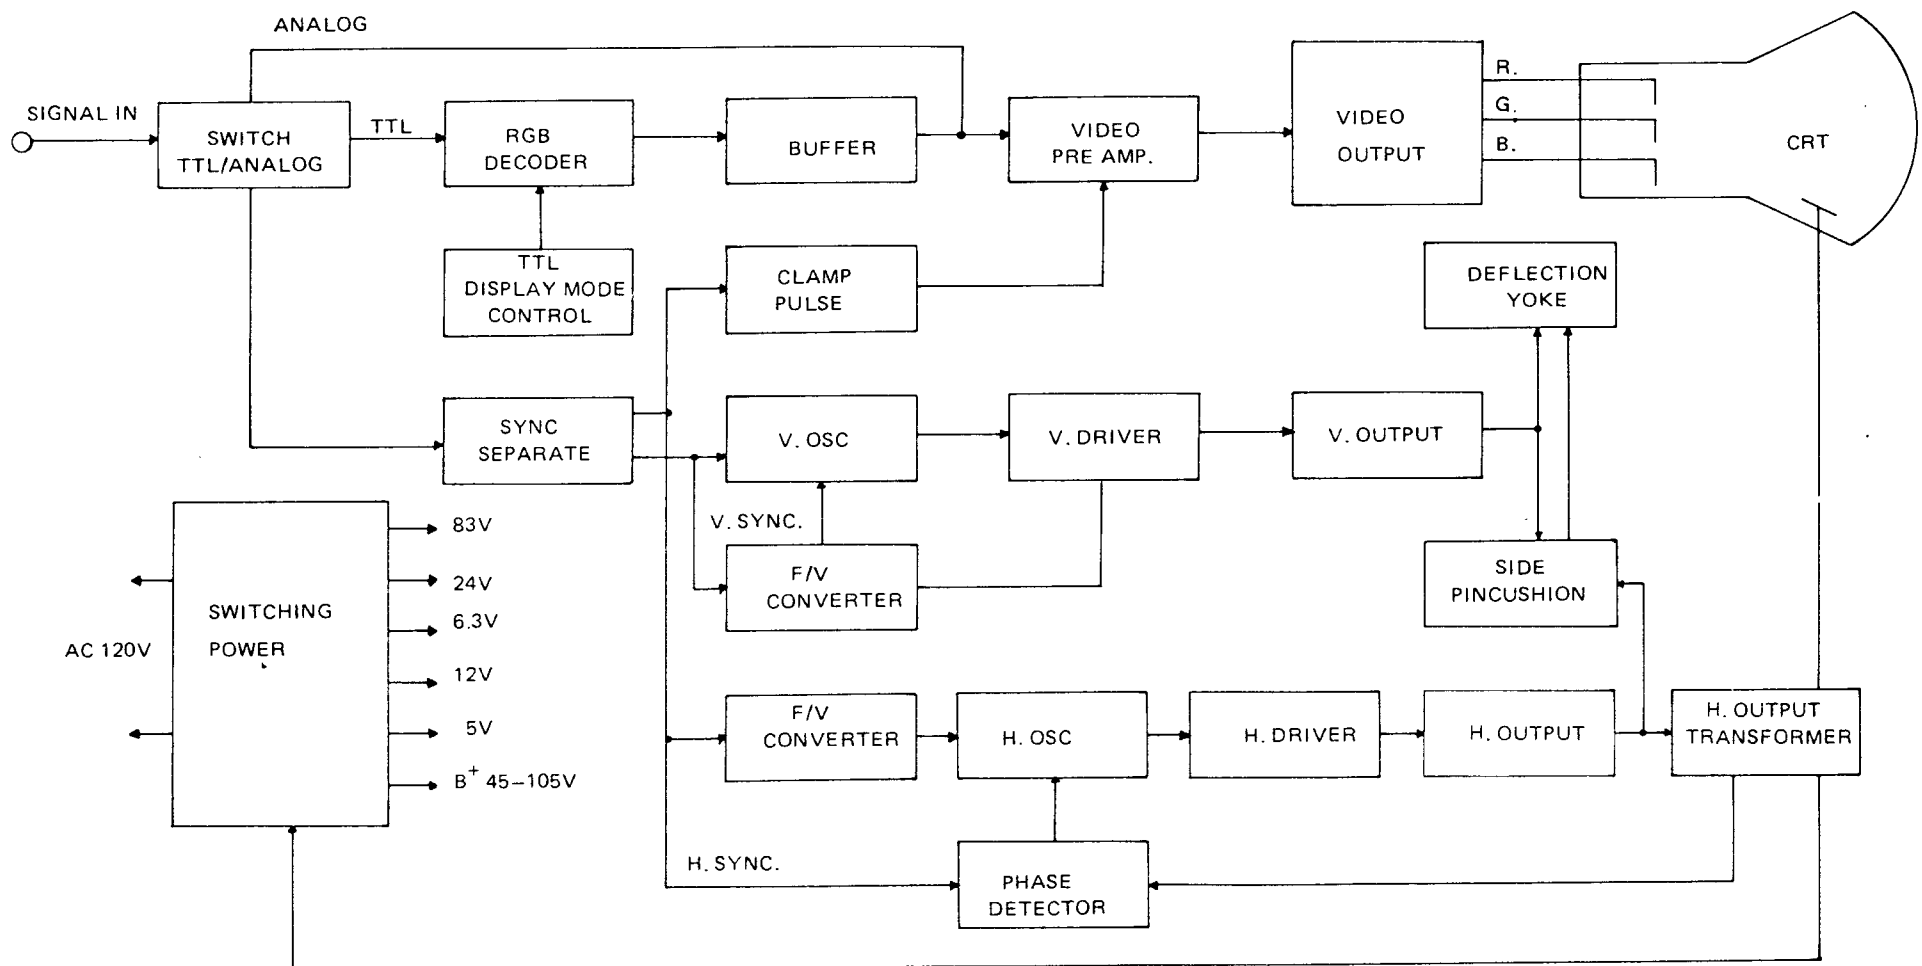 ANALOG
SIGNAL IN
SWITCH
TTL/ANALOG
TTL
RGB
DECODER
BUFFER
VIDEO
PRE AMP.
VIDEO
OUTPUT
R.
G.
B.
CRT
TTL
DISPLAY MODE
CONTROL
CLAMP
PULSE
DEFLECTION
YOKE
SYNC
SEPARATE
V. OSC
V. DRIVER
V. OUTPUT
V. SYNC.
F/V
CONVERTER
SIDE
PINCUSHION
AC 120V
SWITCHING
POWER
83V
24V
6.3V
12V
5V
B+ 45–105V
F/V
CONVERTER
H. OSC
H. DRIVER
H. OUTPUT
H. OUTPUT
TRANSFORMER
H. SYNC.
PHASE
DETECTOR